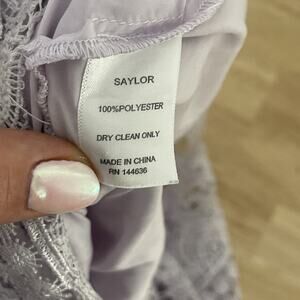 SAYLOR
100%POLYESTER
DRY CLEAN ONLY
MADE IN CHINA
RN 144636